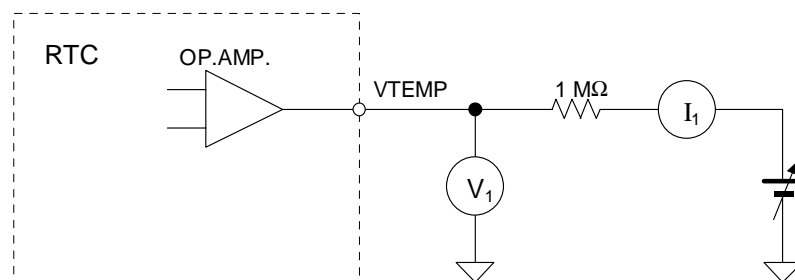 RTC
OP.AMP.
VTEMP
1 MΩ
I1
V1